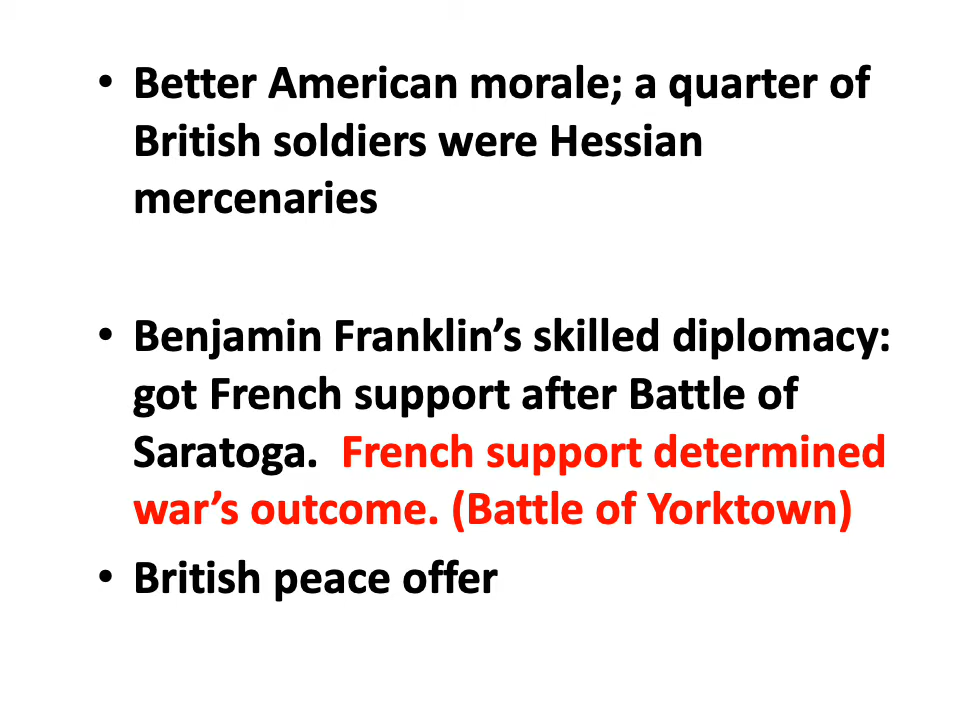 • Better American morale; a quarter of
British soldiers were Hessian
mercenaries
• Benjamin Franklin’s skilled diplomacy:
got French support after Battle of
Saratoga.  French support determined
war’s outcome. (Battle of Yorktown)
• British peace offer